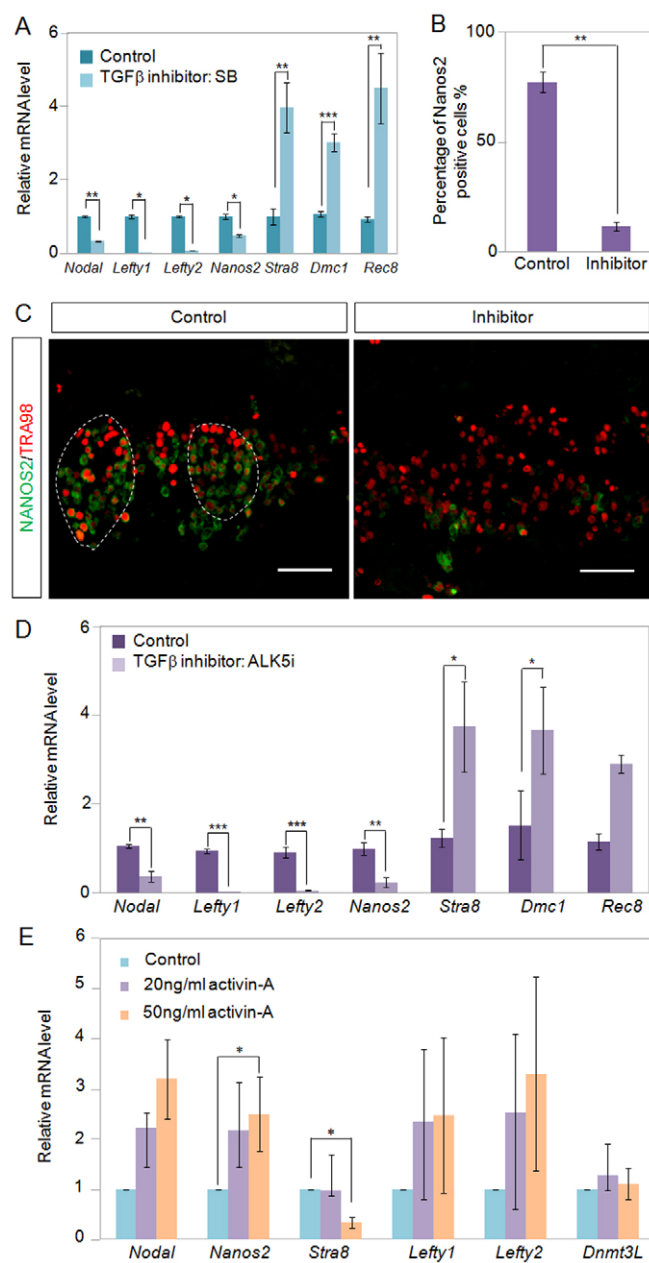 A
Relative mRNA level
6
4
2
0
Control
TGFβ inhibitor: SB
**
*
*
*
**
***
**
Nodal
Lefty1
Lefty2
Nanos2
Stra8
Dmc1
Rec8
B
Percentage of Nanos2
positive cells %
100
50
0
**
Control
Inhibitor
C
Control
Inhibitor
NANOS2/TRA98
D
Relative mRNA level
6
4
2
0
Control
TGFβ inhibitor: ALK5i
**
***
***
**
*
*
Nodal
Lefty1
Lefty2
Nanos2
Stra8
Dmc1
Rec8
E
Relative mRNA level
6
5
4
3
2
1
0
Control
20ng/ml activin-A
50ng/ml activin-A
*
*
Nodal
Nanos2
Stra8
Lefty1
Lefty2
Dnmt3L